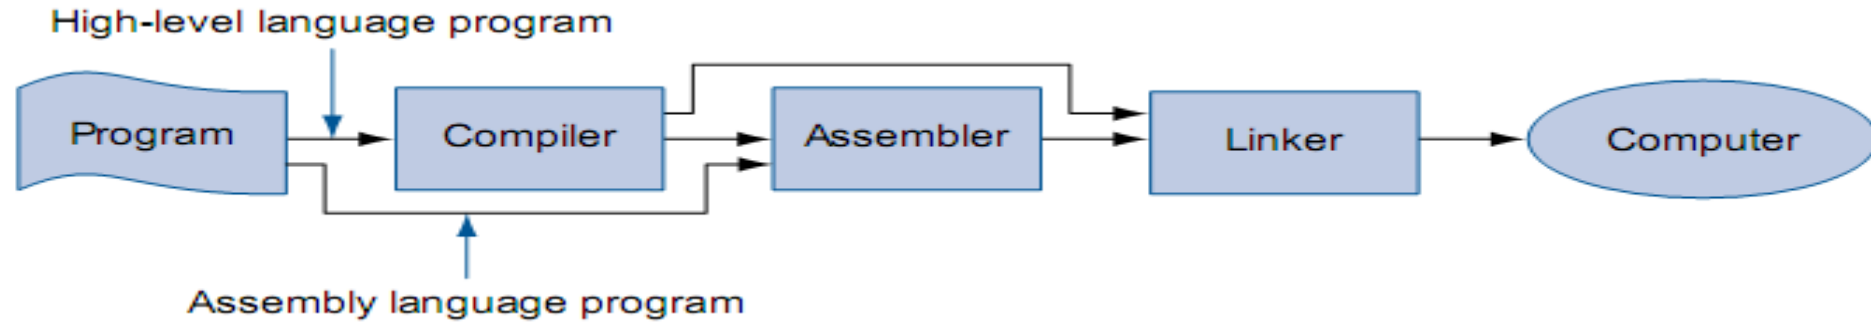 High-level language program
Program
Compiler
Assembler
Linker
Computer
Assembly language program